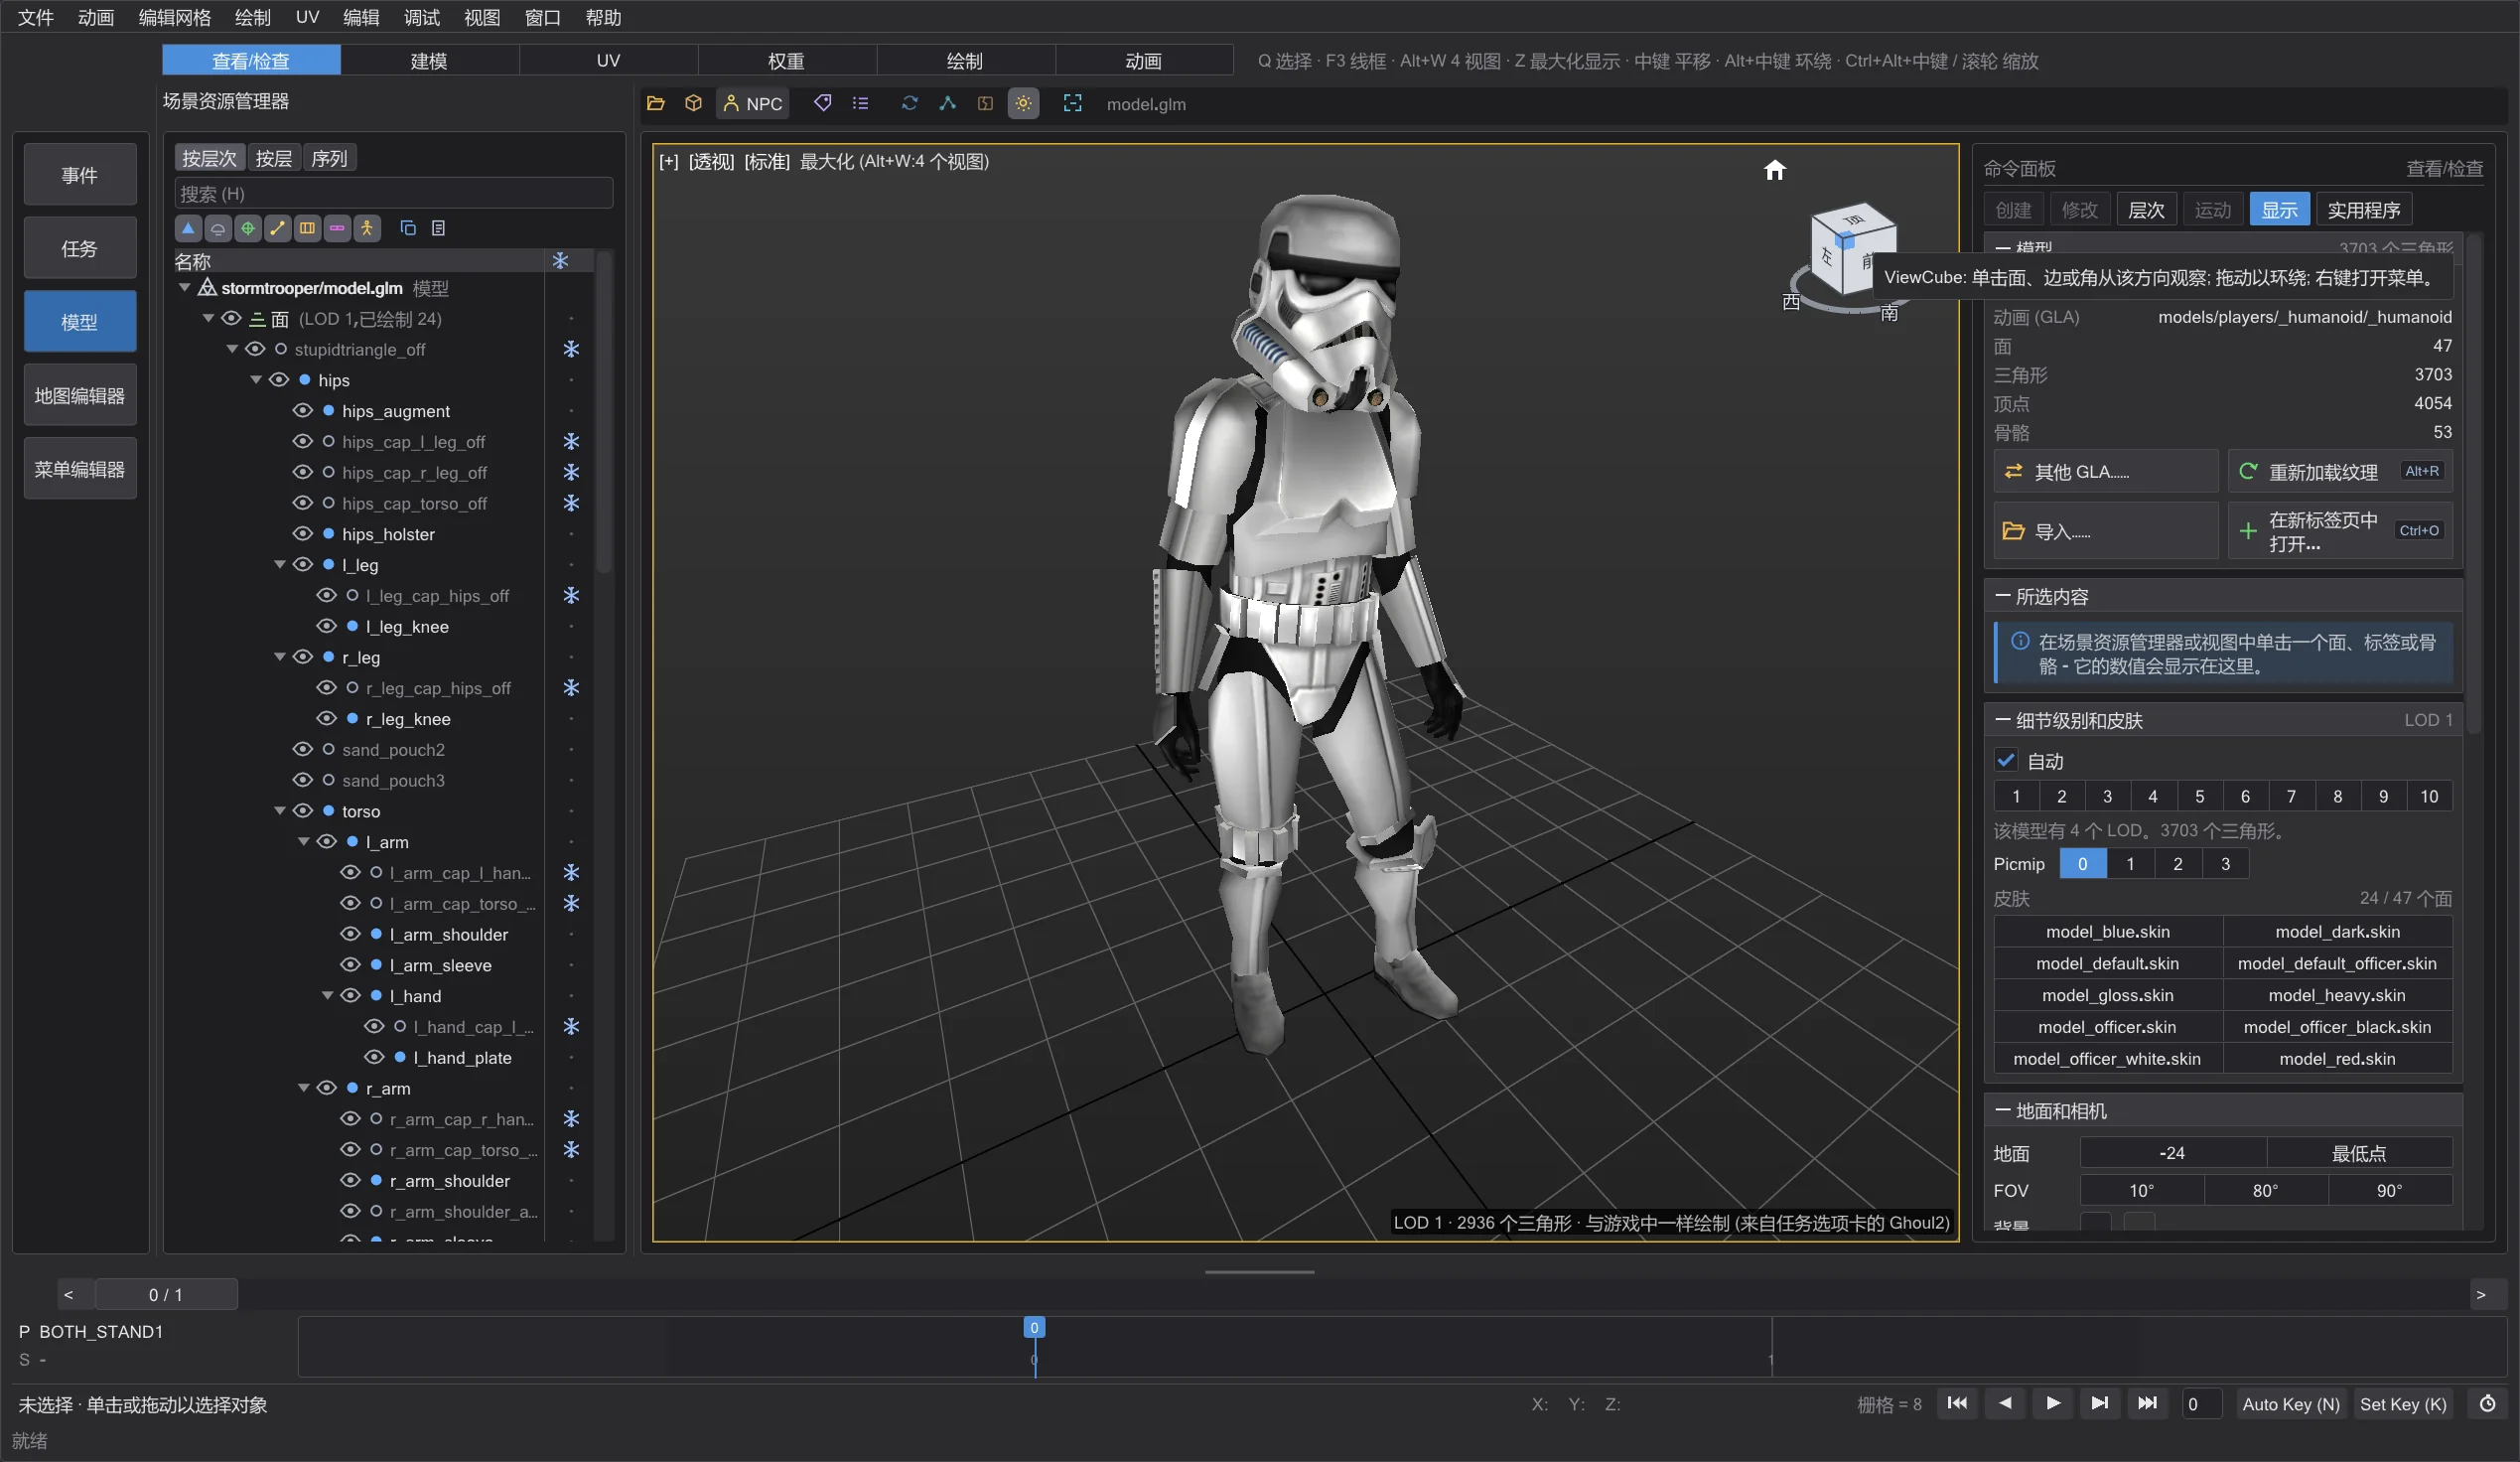 文件 动画 编辑网格 绘制 UV 编辑 调试 视图 窗口 帮助
查看/检查 建模 UV 权重 绘制 动画 Q 选择 · F3 线框 · Alt+W 4 视图 · Z 最大化显示 · 中键 平移 · Alt+中键 环绕 · Ctrl+Alt+中键 / 滚轮 缩放
场景资源管理器
NPC model.glm
事件
任务
模型
地图编辑器
菜单编辑器
按层次 按层 序列
搜索 (H)
名称
stormtrooper/model.glm 模型
面 (LOD 1,已绘制 24)
stupidtriangle_off
hips
hips_augment
hips_cap_l_leg_off
hips_cap_r_leg_off
hips_cap_torso_off
hips_holster
l_leg
l_leg_cap_hips_off
l_leg_knee
r_leg
r_leg_cap_hips_off
r_leg_knee
sand_pouch2
sand_pouch3
torso
l_arm
l_arm_cap_l_han...
l_arm_cap_torso_...
l_arm_shoulder
l_arm_sleeve
l_hand
l_hand_cap_l_...
l_hand_plate
r_arm
r_arm_cap_r_han...
r_arm_cap_torso_...
r_arm_shoulder
r_arm_shoulder_a...
r_arm_sleeve
[+] [透视] [标准] 最大化 (Alt+W:4 个视图)
顶
左 前
西
南
ViewCube: 单击面、边或角从该方向观察; 拖动以环绕; 右键打开菜单。
LOD 1 · 2936 个三角形 · 与游戏中一样绘制 (来自任务选项卡的 Ghoul2)
命令面板 查看/检查
创建 修改 层次 运动 显示 实用程序
模型 3703 个三角形
动画 (GLA) models/players/_humanoid/_humanoid
面 47
三角形 3703
顶点 4054
骨骼 53
其他 GLA...... 重新加载纹理 Alt+R
导入...... 在新标签页中打开... Ctrl+O
所选内容
在场景资源管理器或视图中单击一个面、标签或骨
骼 - 它的数值会显示在这里。
细节级别和皮肤 LOD 1
自动
1 2 3 4 5 6 7 8 9 10
该模型有 4 个 LOD。3703 个三角形。
Picmip 0 1 2 3
皮肤 24 / 47 个面
model_blue.skin model_dark.skin
model_default.skin model_default_officer.skin
model_gloss.skin model_heavy.skin
model_officer.skin model_officer_black.skin
model_officer_white.skin model_red.skin
地面和相机
地面 -24 最低点
FOV 10° 80° 90°
背景
< 0 / 1 >
P BOTH_STAND1
S -
0
0 1
未选择 · 单击或拖动以选择对象 X: Y: Z: 栅格 = 8 0 Auto Key (N) Set Key (K)
就绪